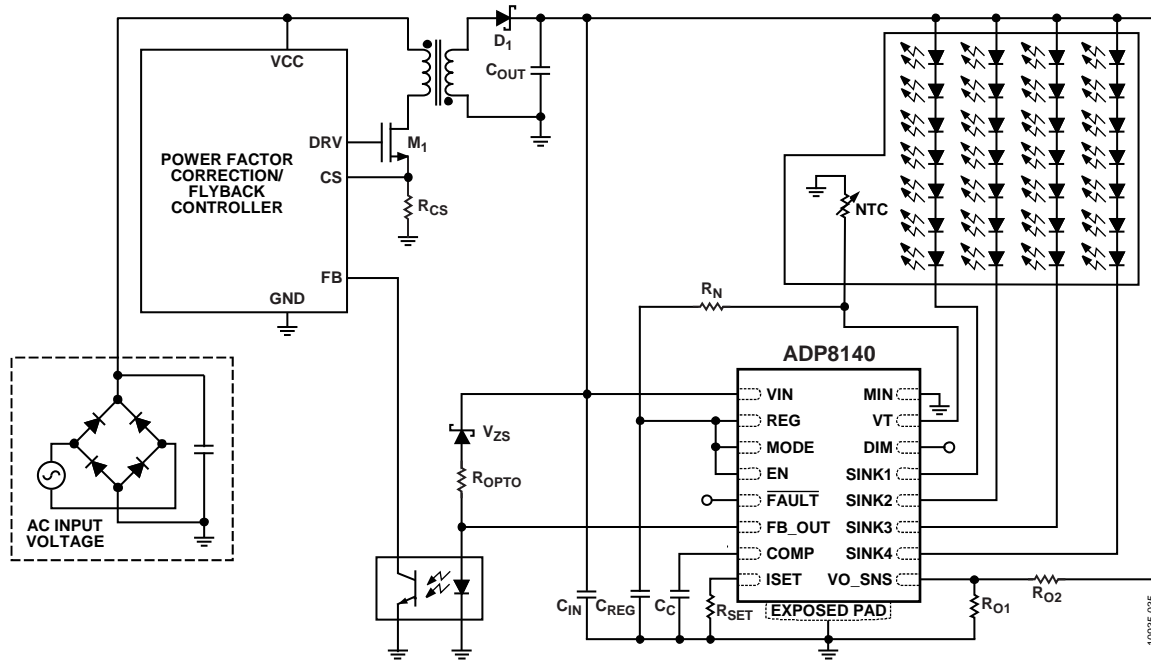 D1
VCC
COUT
DRV
M1
POWER FACTOR
CORRECTION/
FLYBACK
CONTROLLER
CS
RCS
NTC
FB
GND
RN
ADP8140
VIN
MIN
REG
VT
VZS
MODE
DIM
ROPTO
EN
SINK1
FAULT
SINK2
AC INPUT
VOLTAGE
FB_OUT
SINK3
COMP
SINK4
ISET
VO_SNS
RO2
CIN
CREG
CC
RSET
EXPOSED PAD
RO1
10935-025